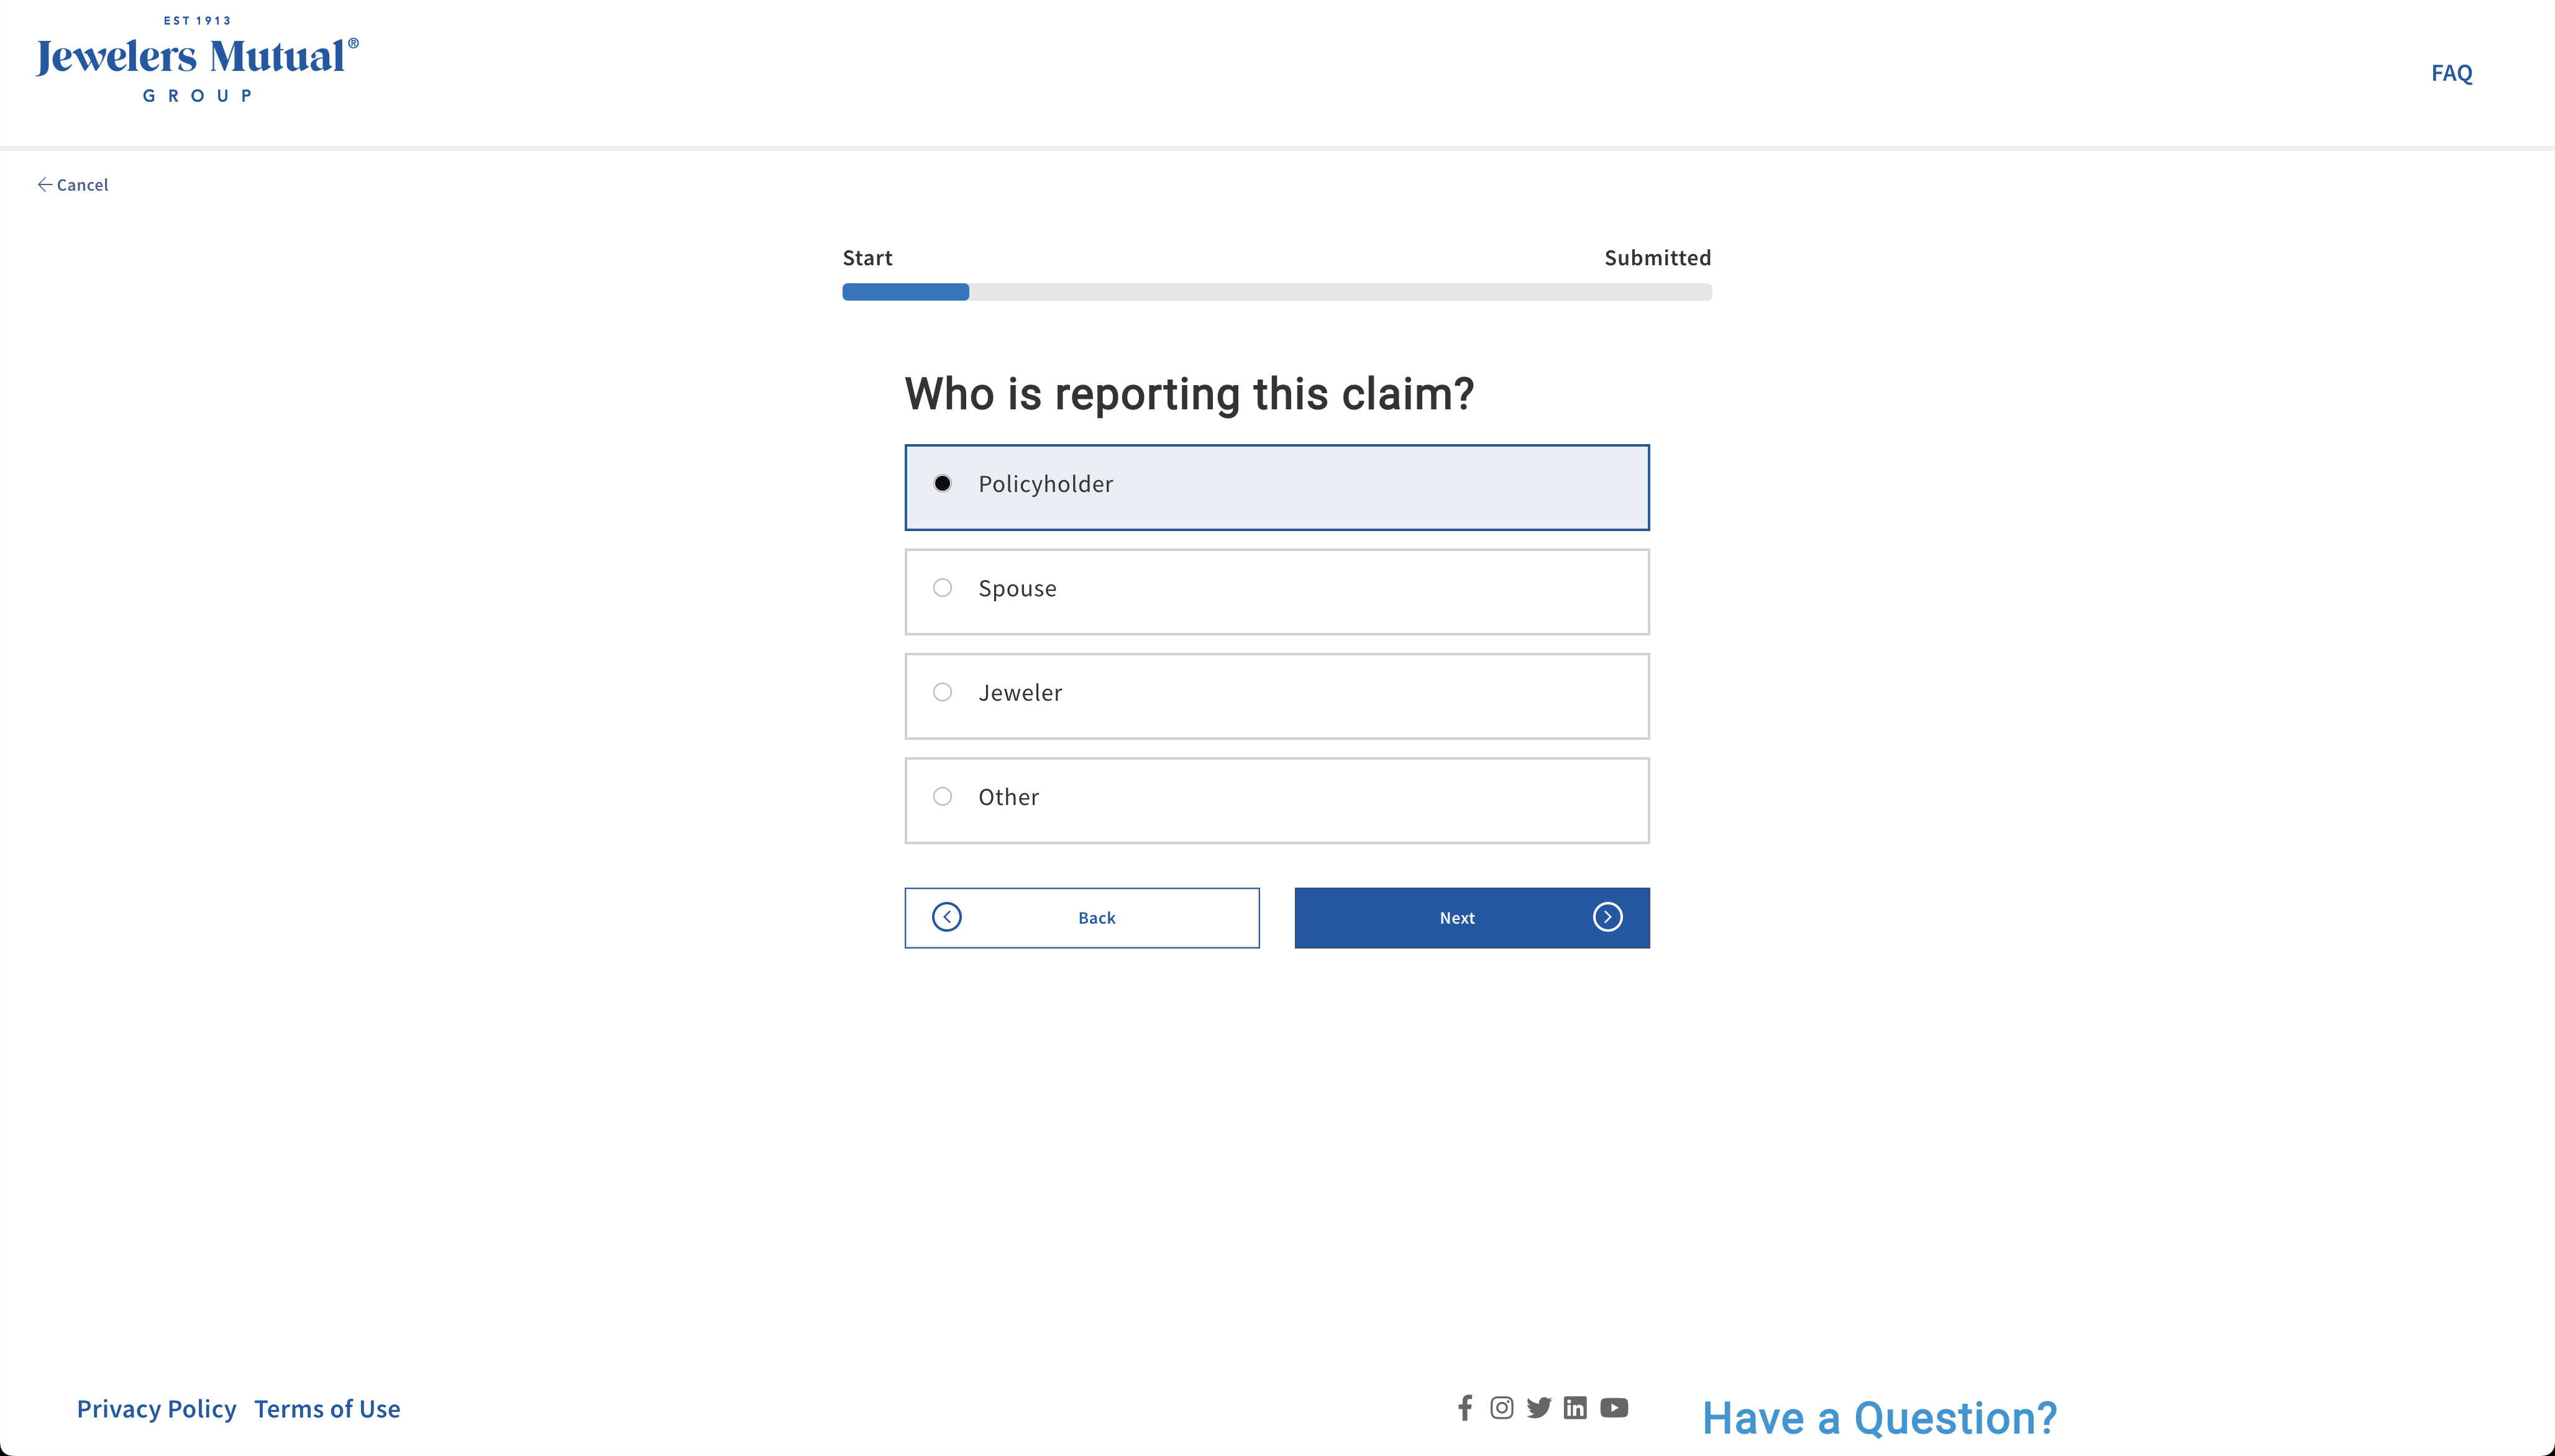 EST 1913
Jewelers Mutual®
GROUP
FAQ
Cancel
Start
Submitted
Who is reporting this claim?
Policyholder
Spouse
Jeweler
Other
Back
Next
Privacy Policy
Terms of Use
Have a Question?